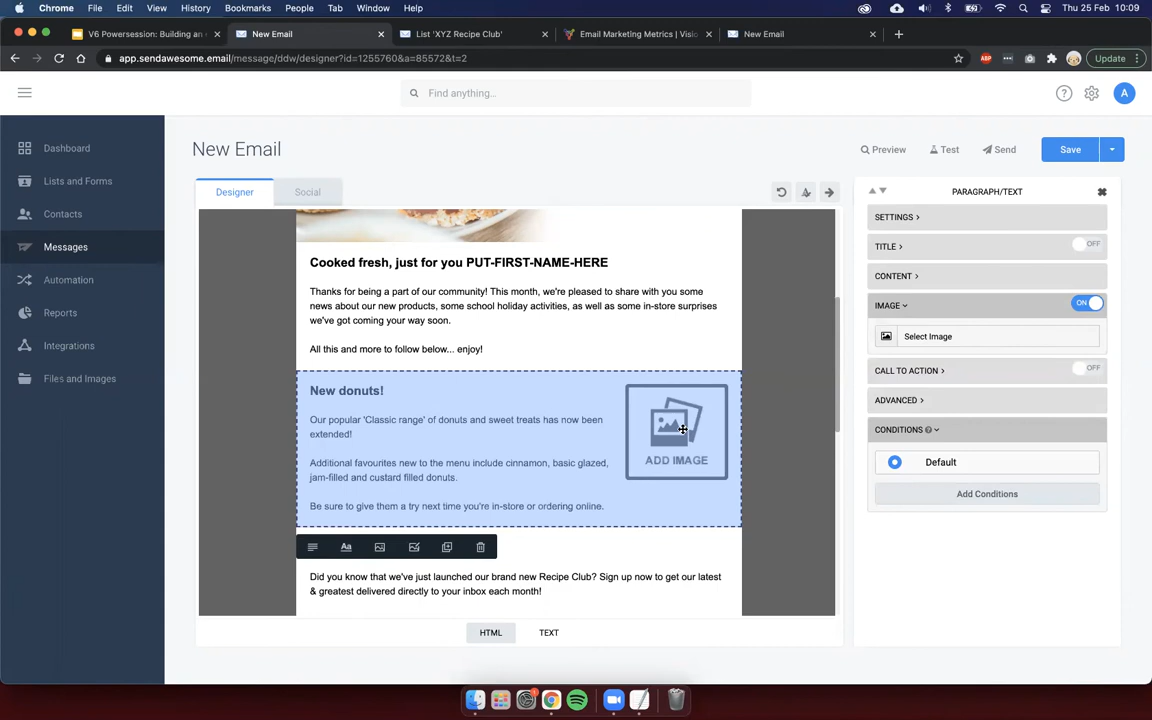 Chrome File Edit View History Bookmarks People Tab Window Help Thu 25 Feb 10:09
V6 Powersession: Building an e
New Email
List 'XYZ Recipe Club'
Email Marketing Metrics | Visio
New Email
app.sendawesome.email/message/ddw/designer?id=1255760&a=85572&t=2
ABP
Update
Find anything...
A
Dashboard
Lists and Forms
Contacts
Messages
Automation
Reports
Integrations
Files and Images
New Email
Preview Test Send Save
Designer Social
Cooked fresh, just for you PUT-FIRST-NAME-HERE
Thanks for being a part of our community! This month, we're pleased to share with you some
news about our new products, some school holiday activities, as well as some in-store surprises
we've got coming your way soon.
All this and more to follow below... enjoy!
New donuts!
Our popular 'Classic range' of donuts and sweet treats has now been
extended!
Additional favourites new to the menu include cinnamon, basic glazed,
jam-filled and custard filled donuts.
Be sure to give them a try next time you're in-store or ordering online.
ADD IMAGE
Aa
Did you know that we've just launched our brand new Recipe Club? Sign up now to get our latest
& greatest delivered directly to your inbox each month!
HTML TEXT
PARAGRAPH/TEXT
SETTINGS
TITLE OFF
CONTENT
IMAGE ON
Select Image
CALL TO ACTION OFF
ADVANCED
CONDITIONS
Default
Add Conditions